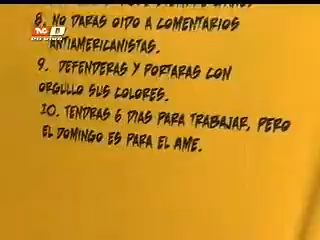 8. NO DARAS OIDO A COMENTARIOS
ANTIAMERICANISTAS.
9. DEFENDERAS Y PORTARAS CON
ORGULLO SUS COLORES.
10. TENDRAS 6 DIAS PARA TRABAJAR, PERO
EL DOMINGO ES PARA EL AME.